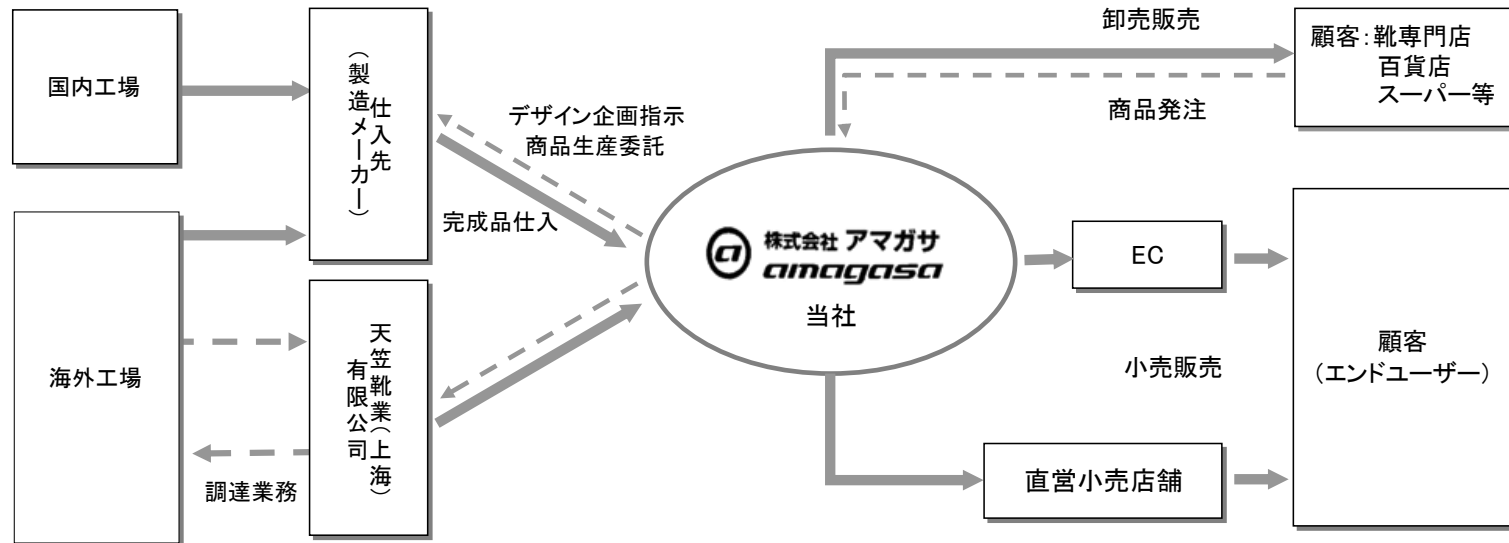 国内工場
海外工場
仕入先
（製造メーカー）
天笠靴業（上海）
有限公司
調達業務
デザイン企画指示
商品生産委託
完成品仕入
株式会社 アマガサ
amagasa
当社
卸売販売
商品発注
顧客：靴専門店
百貨店
スーパー等
EC
小売販売
直営小売店舗
顧客
（エンドユーザー）